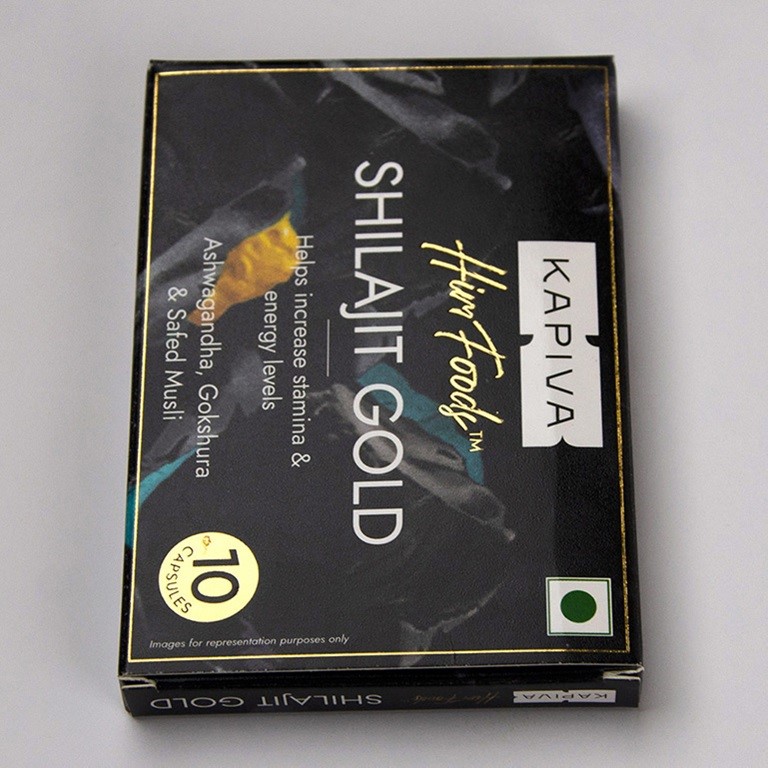 KAPIVA
Him Foods™
SHILAJIT GOLD
Helps increase stamina &
energy levels
Ashwagandha, Gokshura
& Safed Musli
10
CAPSULES
Images for representation purposes only
KAPIVA
Him Foods
SHILAJIT GOLD